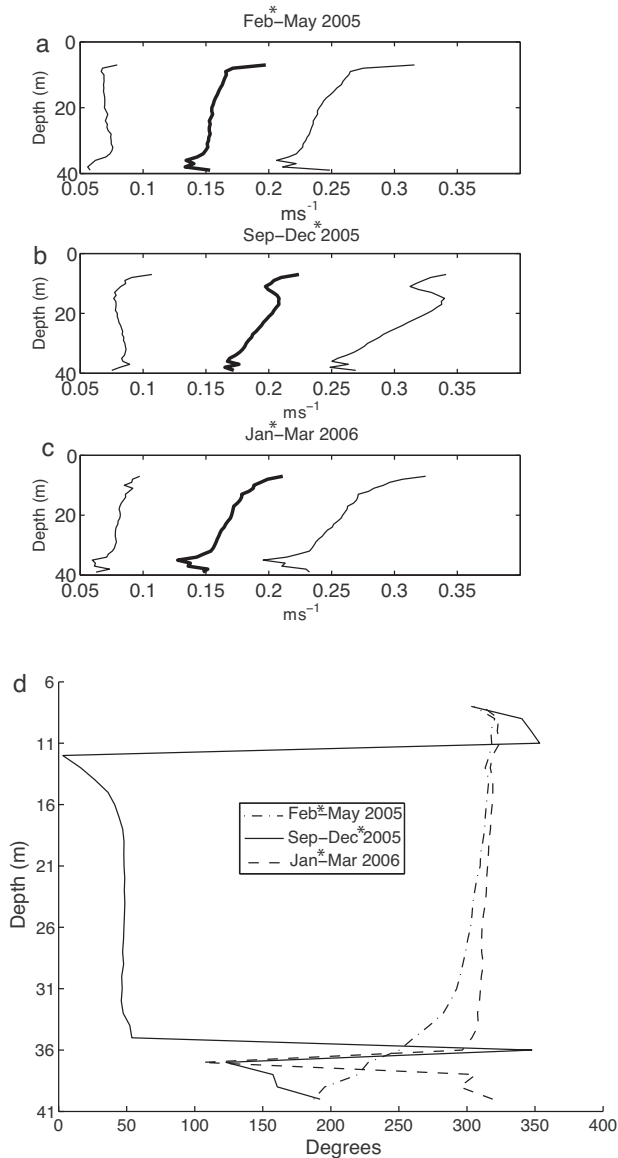 Feb*–May 2005
a
0
20
40
Depth (m)
0.05 0.1 0.15 0.2 0.25 0.3 0.35
ms-1
Sep–Dec*2005
b
0
20
40
Depth (m)
0.05 0.1 0.15 0.2 0.25 0.3 0.35
ms−1
Jan*–Mar 2006
c
0
20
40
Depth (m)
0.05 0.1 0.15 0.2 0.25 0.3 0.35
ms−1
d
6
11
16
21
26
31
36
41
Depth (m)
Feb*–May 2005
Sep–Dec*2005
Jan*–Mar 2006
0 50 100 150 200 250 300 350 400
Degrees